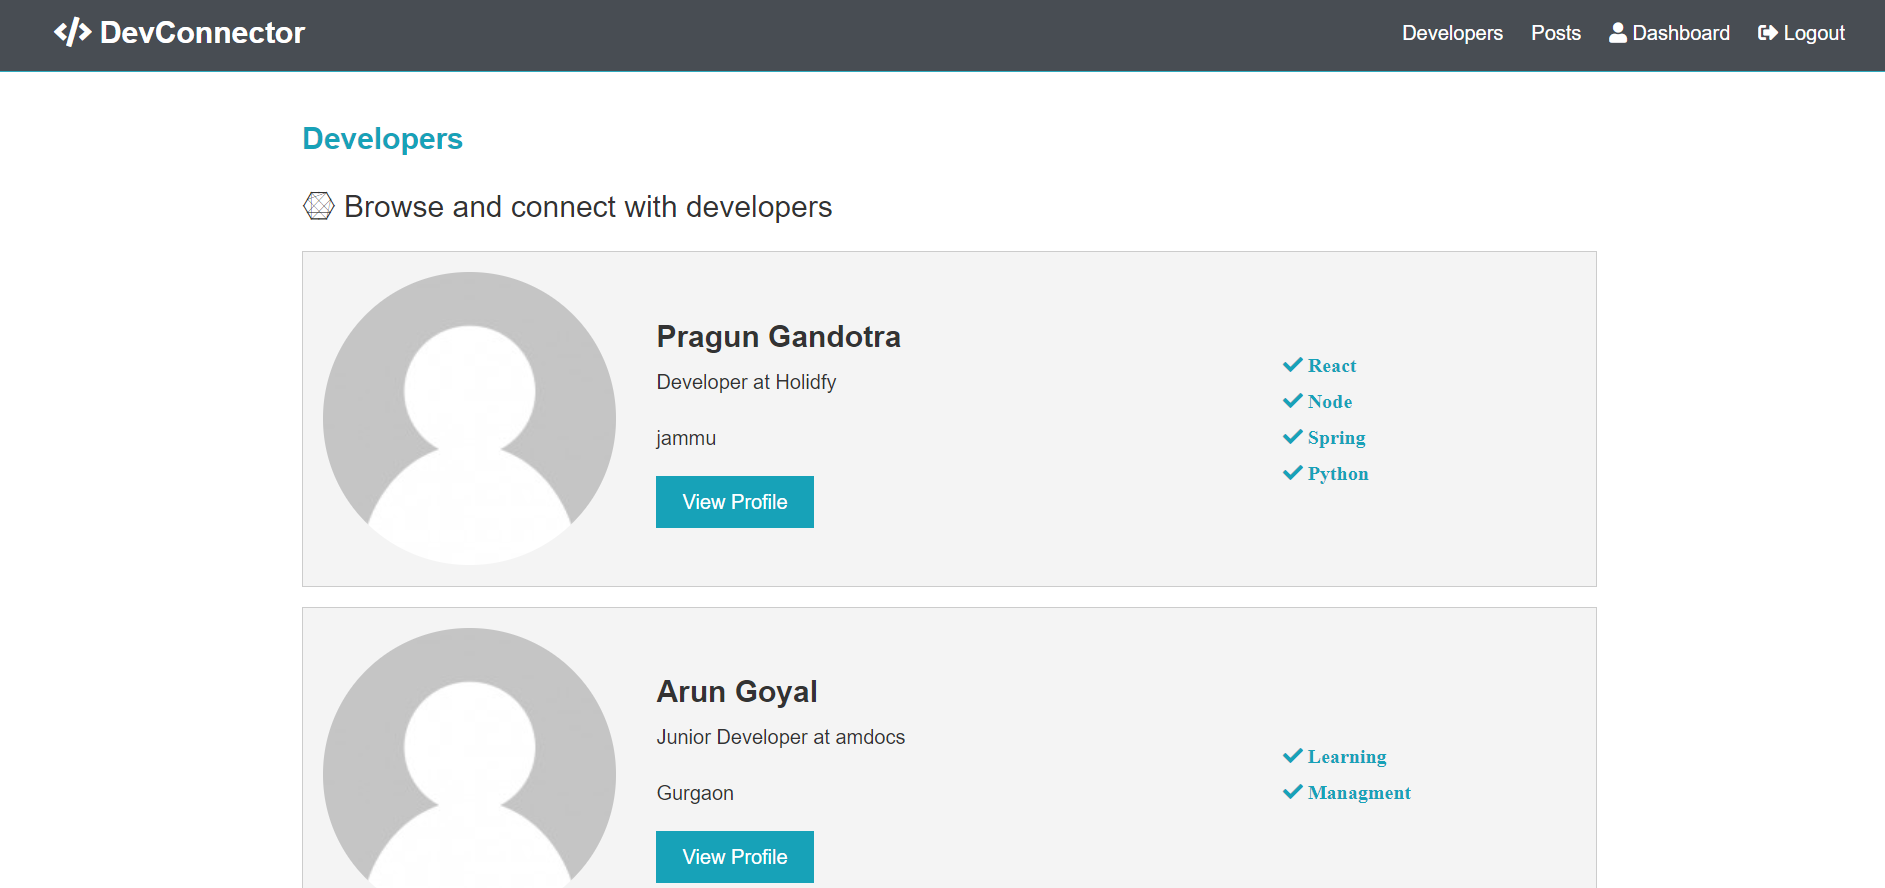 DevConnector
Developers
Posts
Dashboard
Logout
Developers
Browse and connect with developers
Pragun Gandotra
Developer at Holidfy
jammu
View Profile
React
Node
Spring
Python
Arun Goyal
Junior Developer at amdocs
Gurgaon
View Profile
Learning
Managment